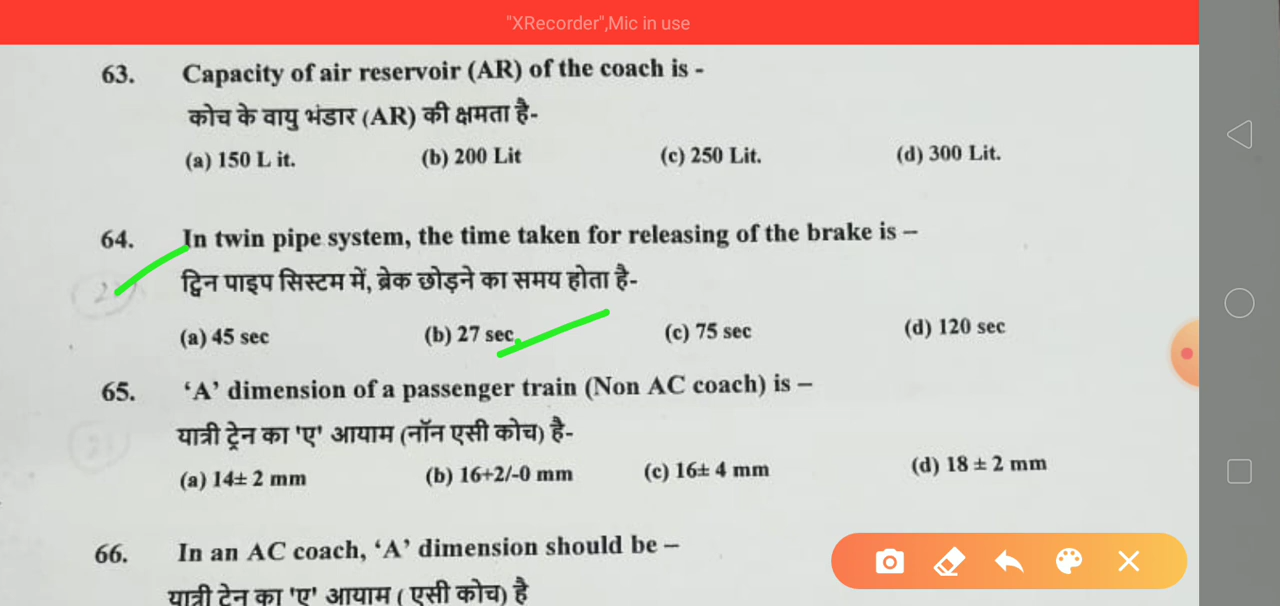 "XRecorder",Mic in use
63. Capacity of air reservoir (AR) of the coach is -
कोच के वायु भंडार (AR) की क्षमता है-
(a) 150 L it. (b) 200 Lit (c) 250 Lit. (d) 300 Lit.
64. In twin pipe system, the time taken for releasing of the brake is –
ट्विन पाइप सिस्टम में, ब्रेक छोड़ने का समय होता है-
(a) 45 sec (b) 27 sec (c) 75 sec (d) 120 sec
65. 'A' dimension of a passenger train (Non AC coach) is –
यात्री ट्रेन का 'ए' आयाम (नॉन एसी कोच) है-
(a) 14± 2 mm (b) 16+2/-0 mm (c) 16± 4 mm (d) 18 ± 2 mm
66. In an AC coach, 'A' dimension should be –
यात्री ट्रेन का 'ए' आयाम ( एसी कोच) है